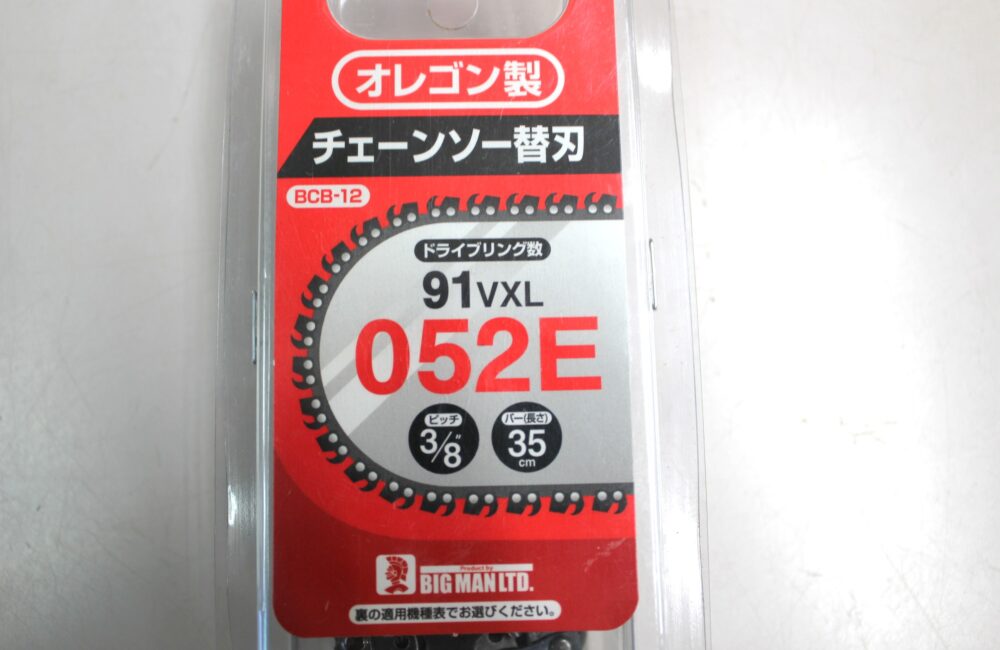 オレゴン製
チェーンソー替刃
BCB-12
ドライブリング数
91VXL
052E
ピッチ
3/8"
バー(長さ)
35
cm
Product by
BIG MAN LTD.
裏の適用機種表でお選びください。